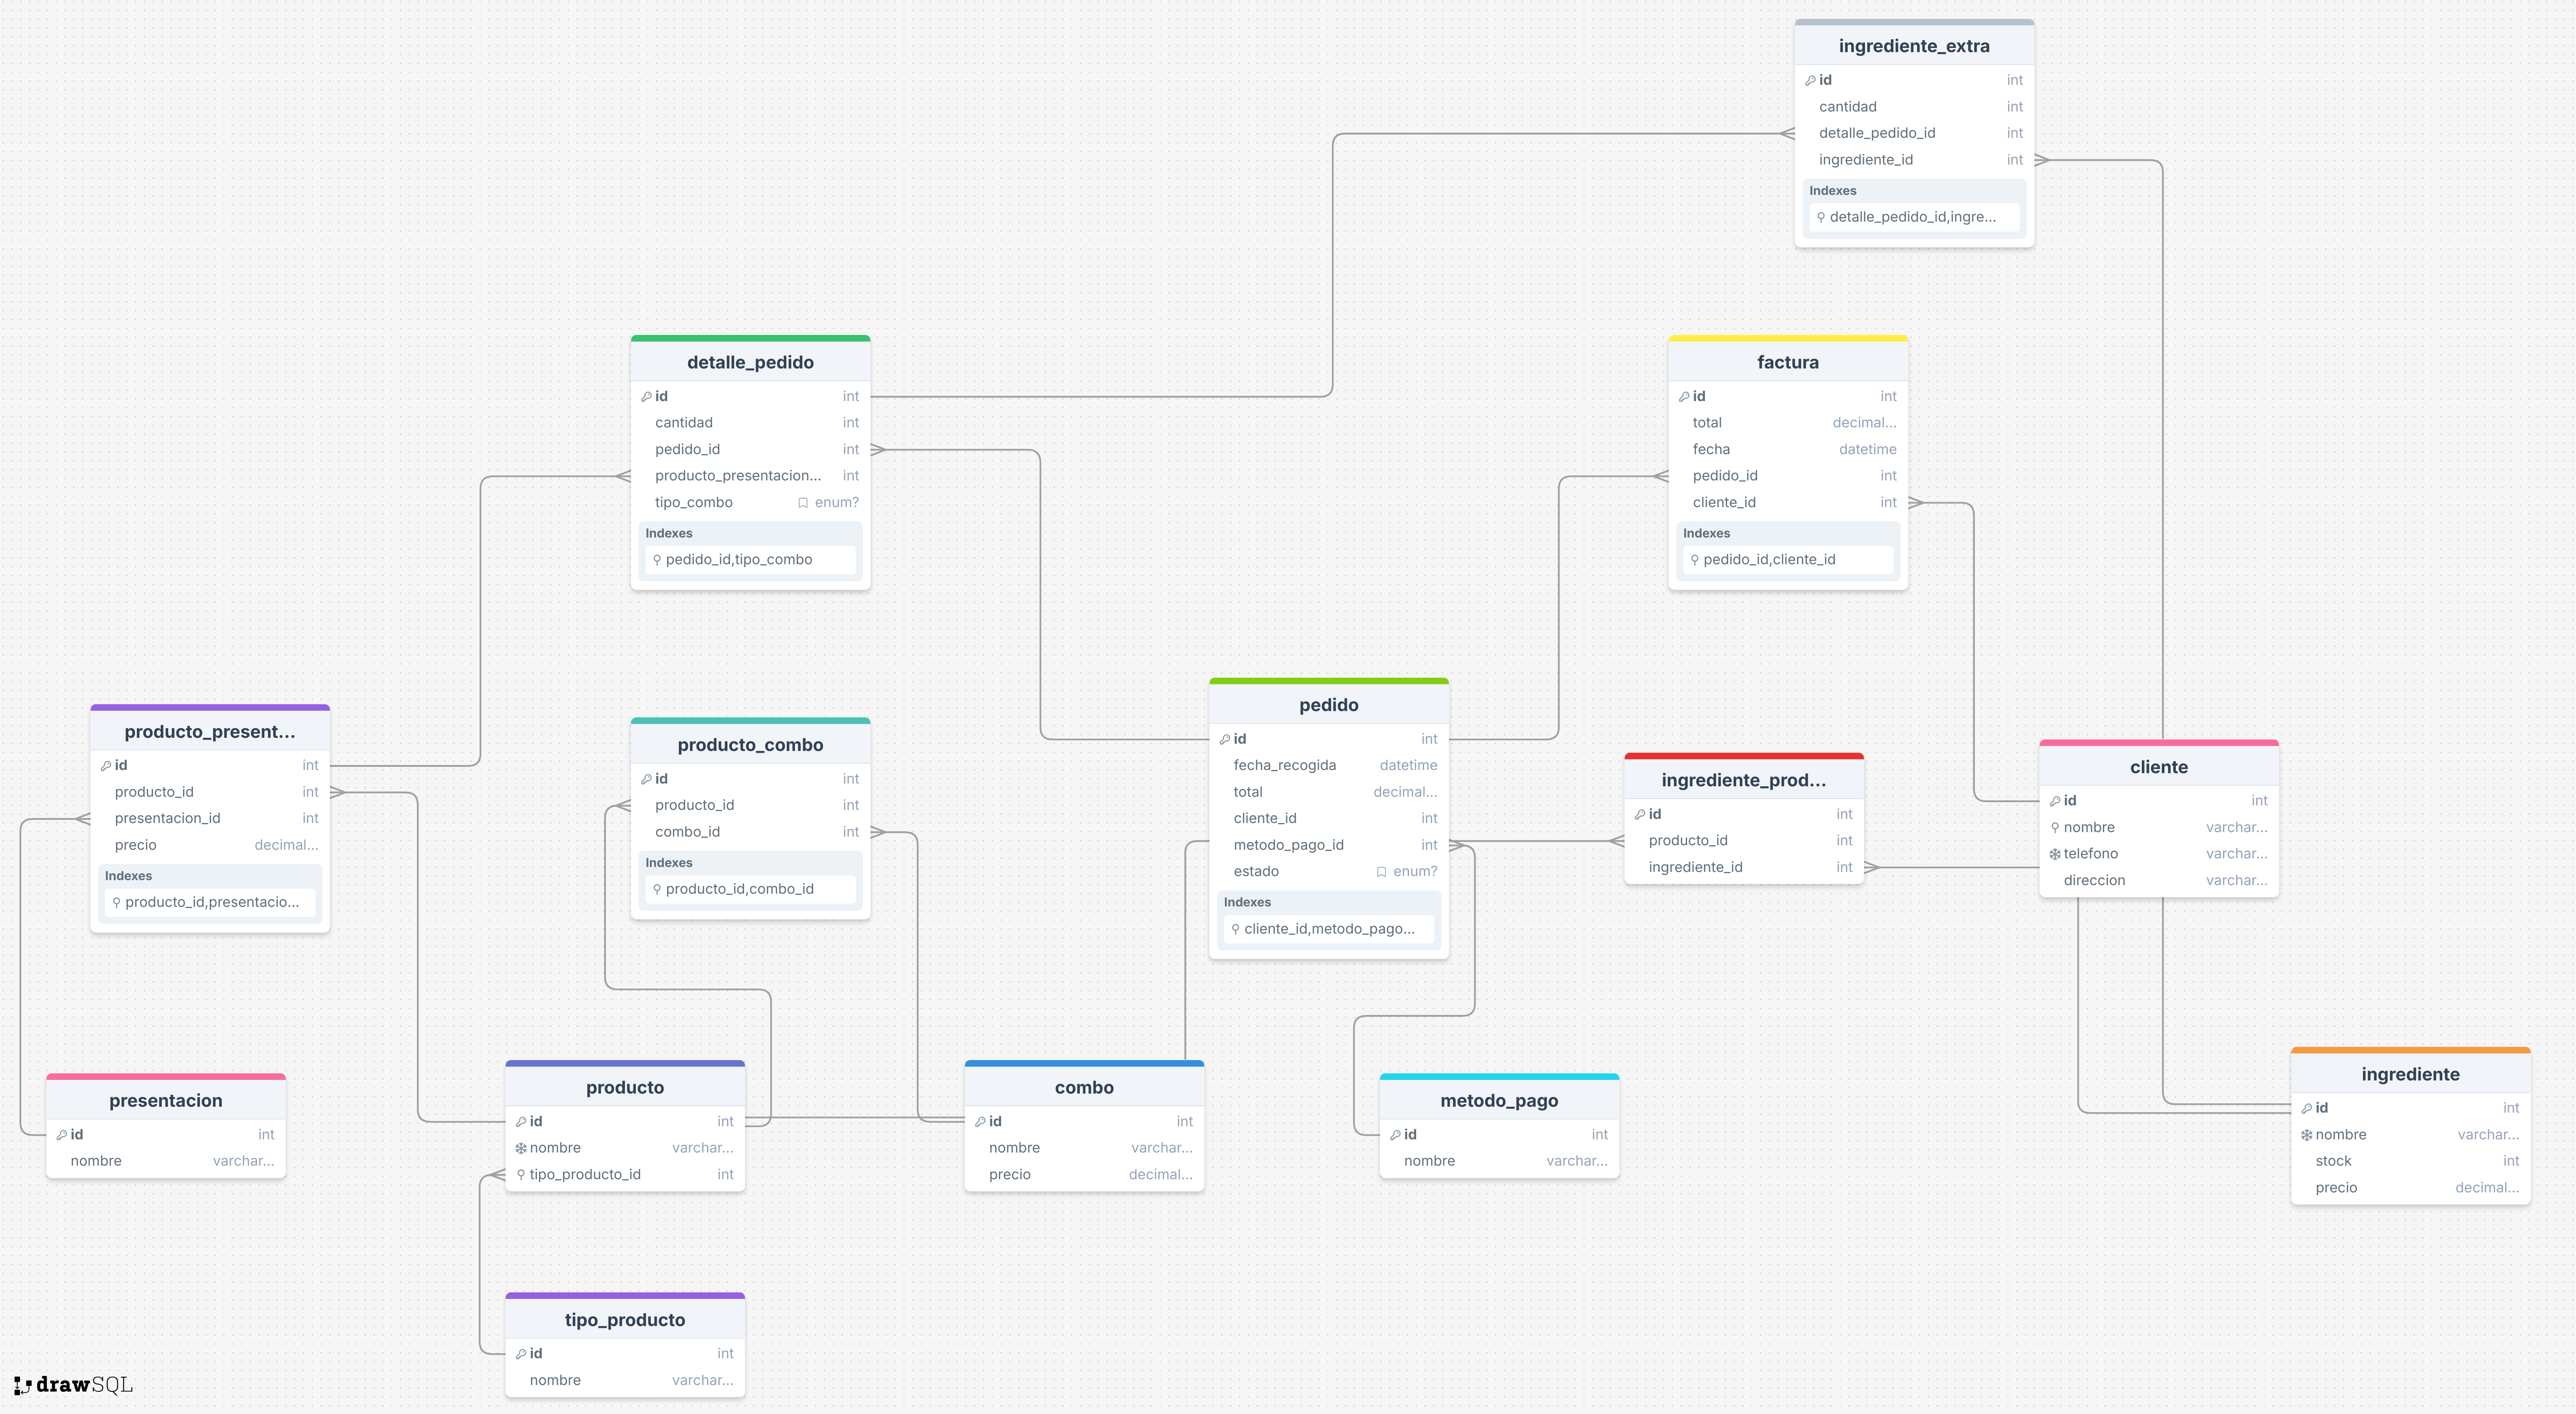 ingrediente_extra
id int
cantidad int
detalle_pedido_id int
ingrediente_id int
Indexes
detalle_pedido_id,ingre...
detalle_pedido
id int
cantidad int
pedido_id int
producto_presentacion... int
tipo_combo enum?
Indexes
pedido_id,tipo_combo
factura
id int
total decimal...
fecha datetime
pedido_id int
cliente_id int
Indexes
pedido_id,cliente_id
producto_present...
id int
producto_id int
presentacion_id int
precio decimal...
Indexes
producto_id,presentacio...
producto_combo
id int
producto_id int
combo_id int
Indexes
producto_id,combo_id
pedido
id int
fecha_recogida datetime
total decimal...
cliente_id int
metodo_pago_id int
estado enum?
Indexes
cliente_id,metodo_pago...
ingrediente_prod...
id int
producto_id int
ingrediente_id int
cliente
id int
nombre varchar...
telefono varchar...
direccion varchar...
presentacion
id int
nombre varchar...
producto
id int
nombre varchar...
tipo_producto_id int
combo
id int
nombre varchar...
precio decimal...
metodo_pago
id int
nombre varchar...
ingrediente
id int
nombre varchar...
stock int
precio decimal...
tipo_producto
id int
nombre varchar...
drawSQL